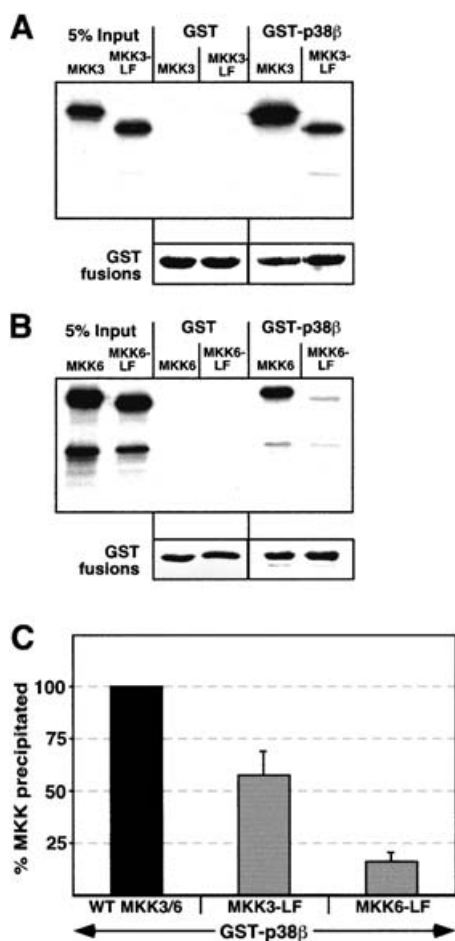 A
5% Input GST GST-p38β
MKK3 MKK3-LF MKK3 MKK3-LF MKK3 MKK3-LF
GST fusions
B
5% Input GST GST-p38β
MKK6 MKK6-LF MKK6 MKK6-LF MKK6 MKK6-LF
GST fusions
C
% MKK precipitated
100
75
50
25
WT MKK3/6 MKK3-LF MKK6-LF
GST-p38β